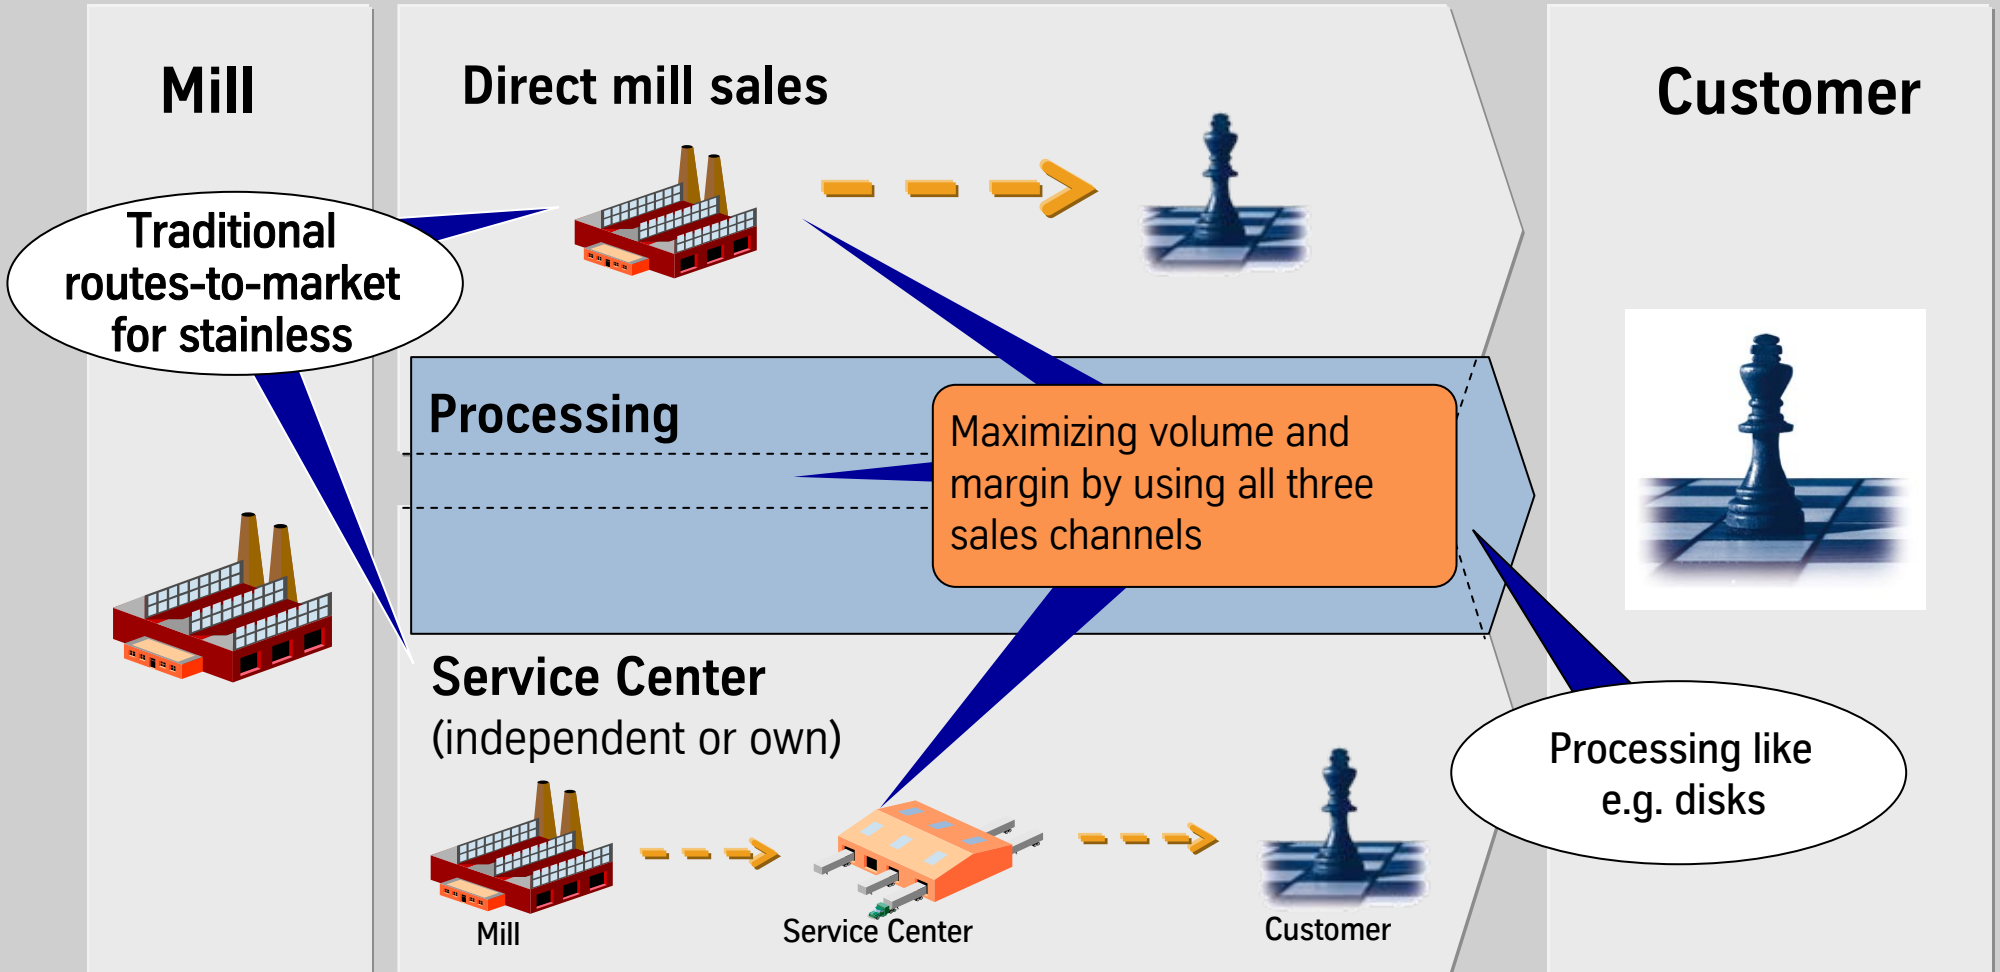 Mill
Direct mill sales
Customer
Traditional
routes-to-market
for stainless
Processing
Maximizing volume and
margin by using all three
sales channels
Service Center
(independent or own)
Processing like
e.g. disks
Mill
Service Center
Customer